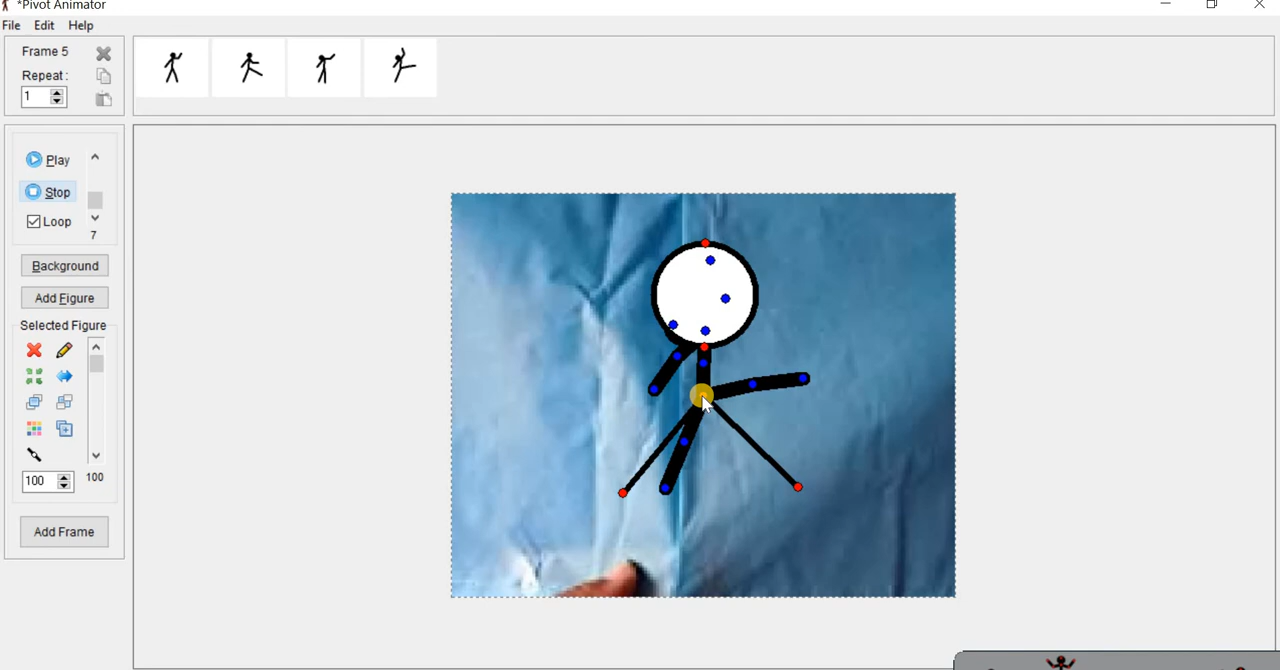 *Pivot Animator
File Edit Help
Frame 5
Repeat:
1
Play
Stop
Loop
7
Background
Add Figure
Selected Figure
100 100
Add Frame